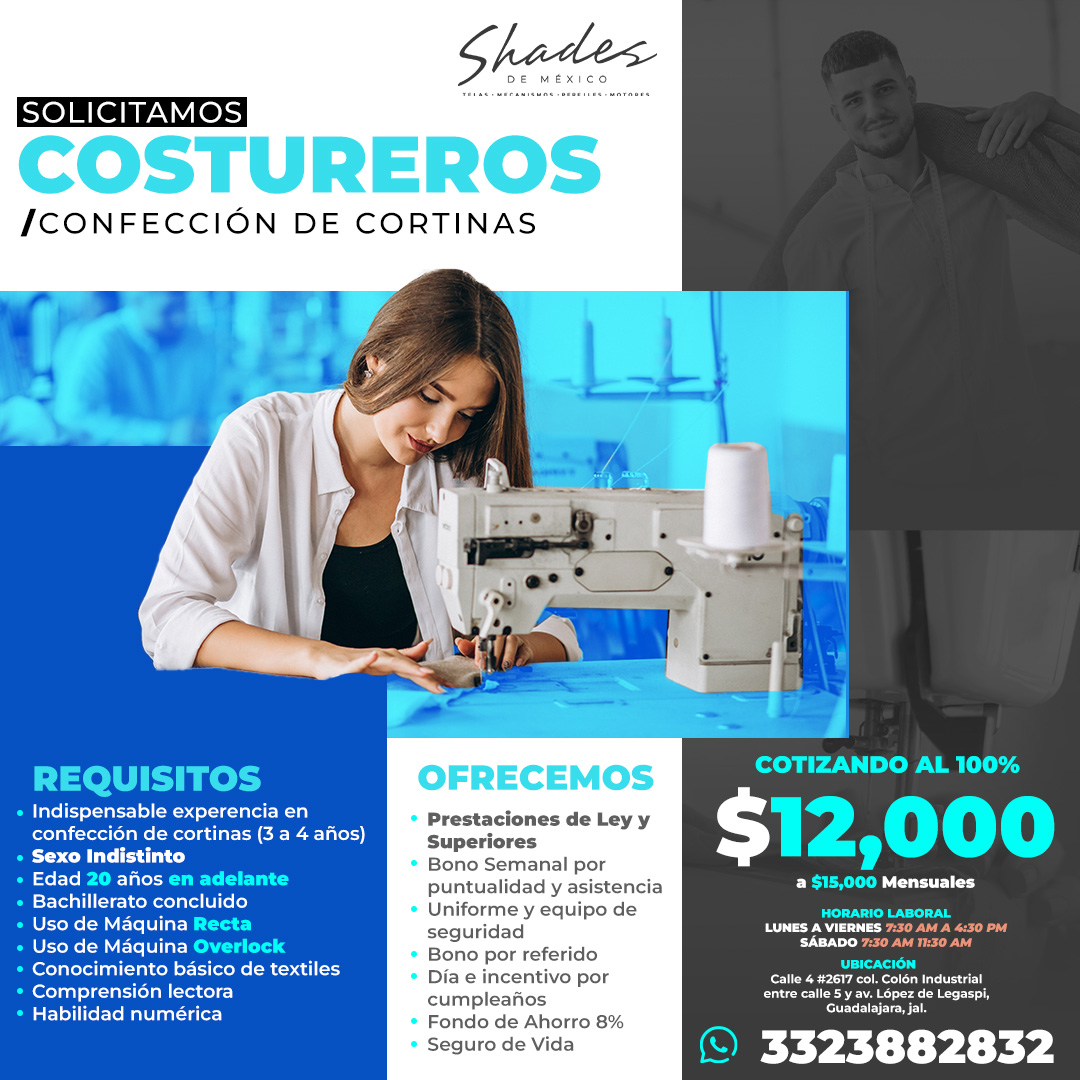 Shades
DE MÉXICO
TELAS · MECANISMOS · PERFILES · MOTORES
SOLICITAMOS
COSTUREROS
/CONFECCIÓN DE CORTINAS
REQUISITOS
• Indispensable experencia en
confección de cortinas (3 a 4 años)
• Sexo Indistinto
• Edad 20 años en adelante
• Bachillerato concluido
• Uso de Máquina Recta
• Uso de Máquina Overlock
• Conocimiento básico de textiles
• Comprensión lectora
• Habilidad numérica
OFRECEMOS
• Prestaciones de Ley y
Superiores
• Bono Semanal por
puntualidad y asistencia
• Uniforme y equipo de
seguridad
• Bono por referido
• Día e incentivo por
cumpleaños
• Fondo de Ahorro 8%
• Seguro de Vida
COTIZANDO AL 100%
$12,000
a $15,000 Mensuales
HORARIO LABORAL
LUNES A VIERNES 7:30 AM A 4:30 PM
SÁBADO 7:30 AM 11:30 AM
UBICACIÓN
Calle 4 #2617 col. Colón Industrial
entre calle 5 y av. López de Legaspi,
Guadalajara, jal.
3323882832